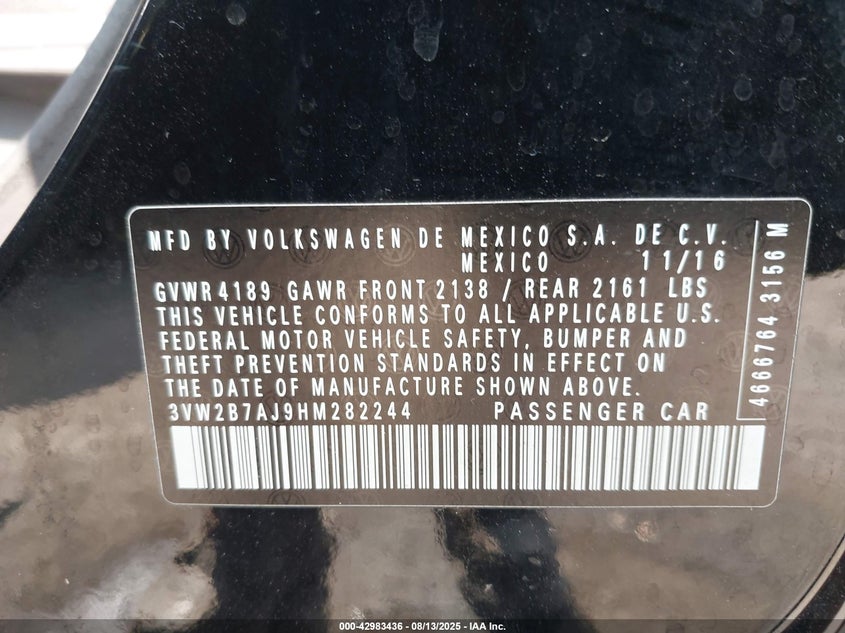 MFD BY VOLKSWAGEN DE MEXICO S.A. DE C.V.
MEXICO 11/16
GVWR 4189 GAWR FRONT 2138 / REAR 2161 LBS
THIS VEHICLE CONFORMS TO ALL APPLICABLE U.S.
FEDERAL MOTOR VEHICLE SAFETY, BUMPER AND
THEFT PREVENTION STANDARDS IN EFFECT ON
THE DATE OF MANUFACTURE SHOWN ABOVE.
3VW2B7AJ9HM282244 PASSENGER CAR
4666764 3156 M
000-42983436 - 08/13/2025 - IAA Inc.